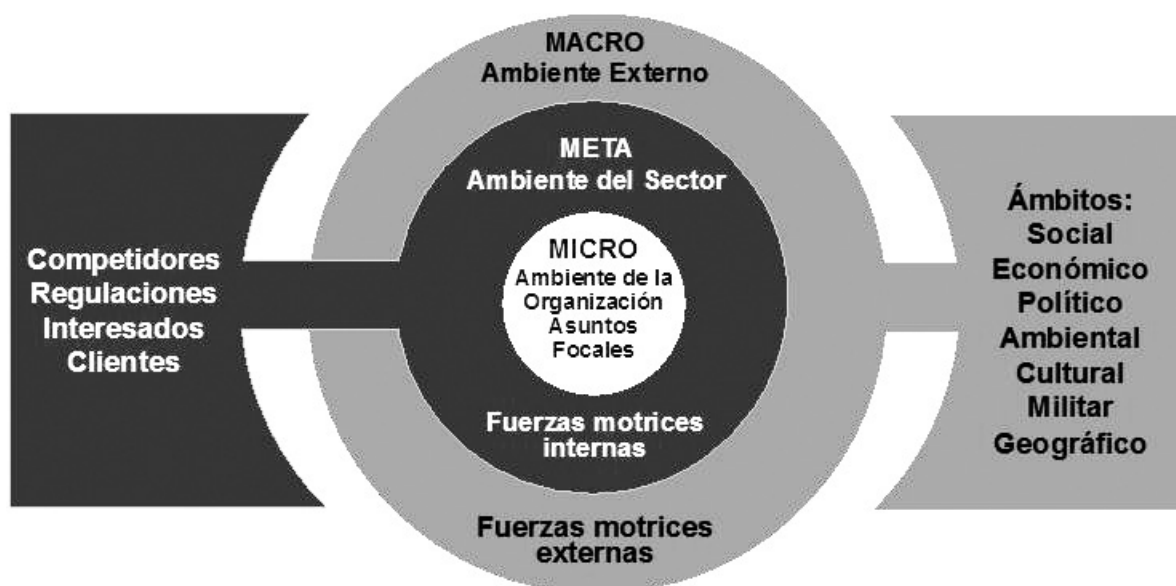 MACRO
Ambiente Externo
META
Ambiente del Sector
MICRO
Ambiente de la
Organización
Asuntos
Focales
Fuerzas motrices
internas
Fuerzas motrices
externas
Competidores
Regulaciones
Interesados
Clientes
Ámbitos:
Social
Económico
Político
Ambiental
Cultural
Militar
Geográfico